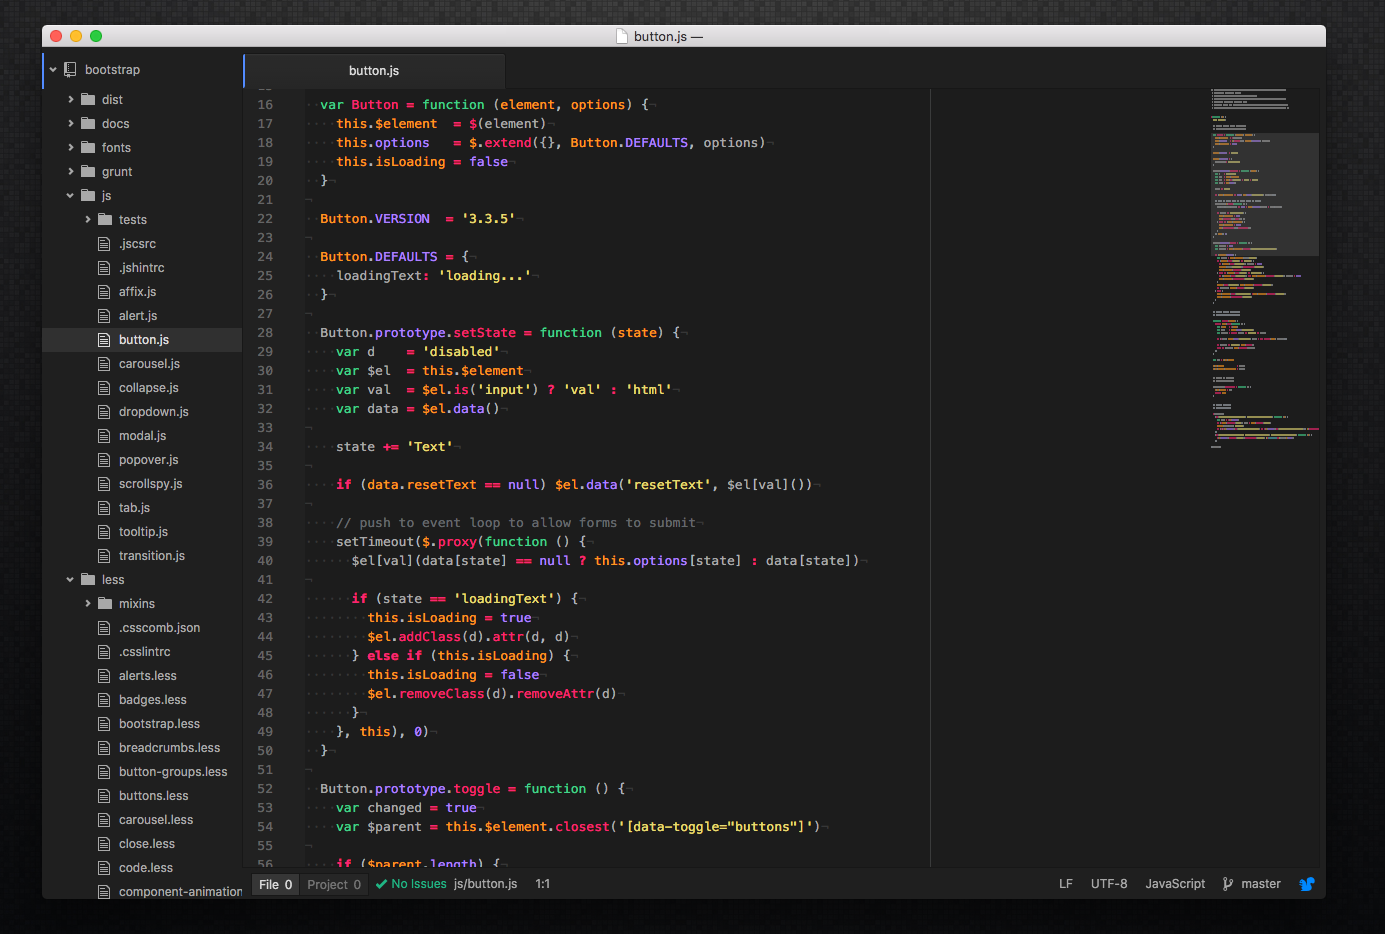 button.js —
bootstrap
dist
docs
fonts
grunt
js
tests
.jscsrc
.jshintrc
affix.js
alert.js
button.js
carousel.js
collapse.js
dropdown.js
modal.js
popover.js
scrollspy.js
tab.js
tooltip.js
transition.js
less
mixins
.csscomb.json
.csslintrc
alerts.less
badges.less
bootstrap.less
breadcrumbs.less
button-groups.less
buttons.less
carousel.less
close.less
code.less
component-animation
button.js
16 var Button = function (element, options) {
17 this.$element  = $(element)
18 this.options   = $.extend({}, Button.DEFAULTS, options)
19 this.isLoading = false
20 }
21
22 Button.VERSION  = '3.3.5'
23
24 Button.DEFAULTS = {
25 loadingText: 'loading...'
26 }
27
28 Button.prototype.setState = function (state) {
29 var d    = 'disabled'
30 var $el  = this.$element
31 var val  = $el.is('input') ? 'val' : 'html'
32 var data = $el.data()
33
34 state += 'Text'
35
36 if (data.resetText == null) $el.data('resetText', $el[val]())
37
38 // push to event loop to allow forms to submit
39 setTimeout($.proxy(function () {
40 $el[val](data[state] == null ? this.options[state] : data[state])
41
42 if (state == 'loadingText') {
43 this.isLoading = true
44 $el.addClass(d).attr(d, d)
45 } else if (this.isLoading) {
46 this.isLoading = false
47 $el.removeClass(d).removeAttr(d)
48 }
49 }, this), 0)
50 }
51
52 Button.prototype.toggle = function () {
53 var changed = true
54 var $parent = this.$element.closest('[data-toggle="buttons"]')
55
56 if ($parent.length) {
File 0 Project 0 No Issues js/button.js 1:1 LF UTF-8 JavaScript master